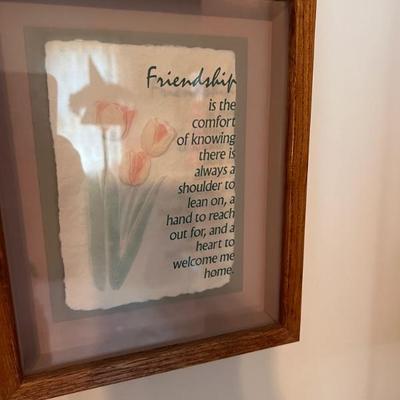 Friendship
is the
comfort
of knowing
there is
always a
shoulder to
lean on, a
hand to reach
out for, and a
heart to
welcome me
home.